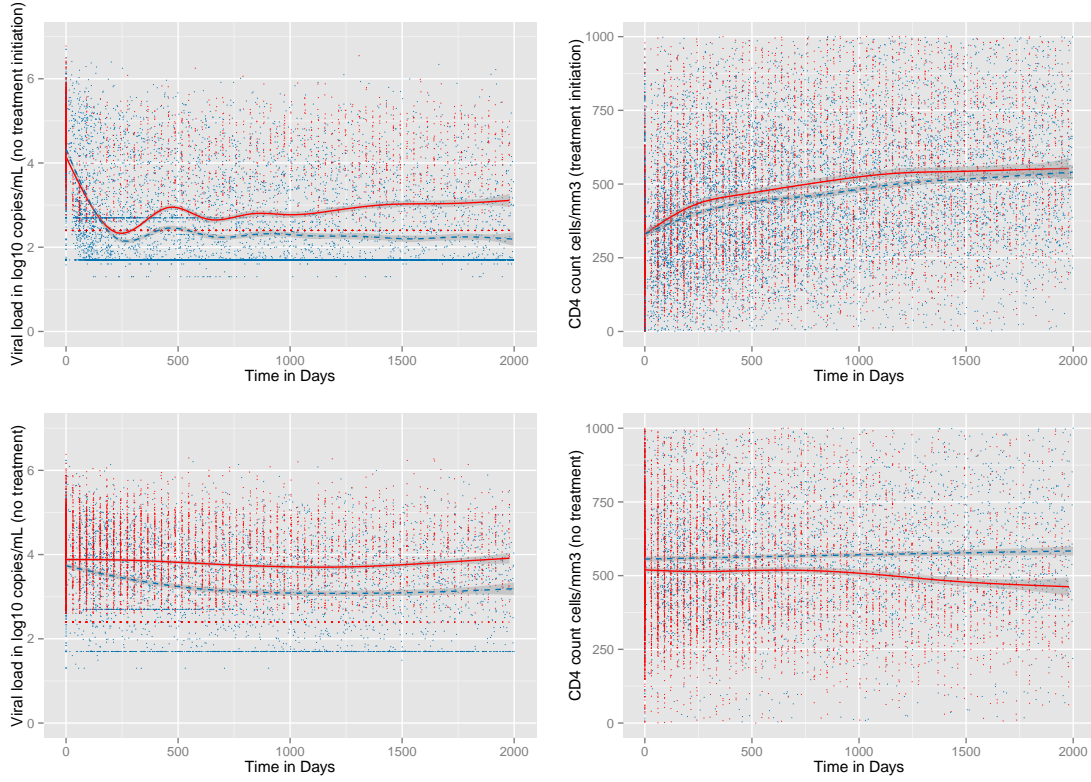 Viral load in log10 copies/mL (no treatment initiation)
6
4
2
0
0 500 1000 1500 2000
Time in Days
CD4 count cells/mm3 (treatment initiation)
1000
750
500
250
0
0 500 1000 1500 2000
Time in Days
Viral load in log10 copies/mL (no treatment)
6
4
2
0
0 500 1000 1500 2000
Time in Days
CD4 count cells/mm3 (no treatment)
1000
750
500
250
0
0 500 1000 1500 2000
Time in Days